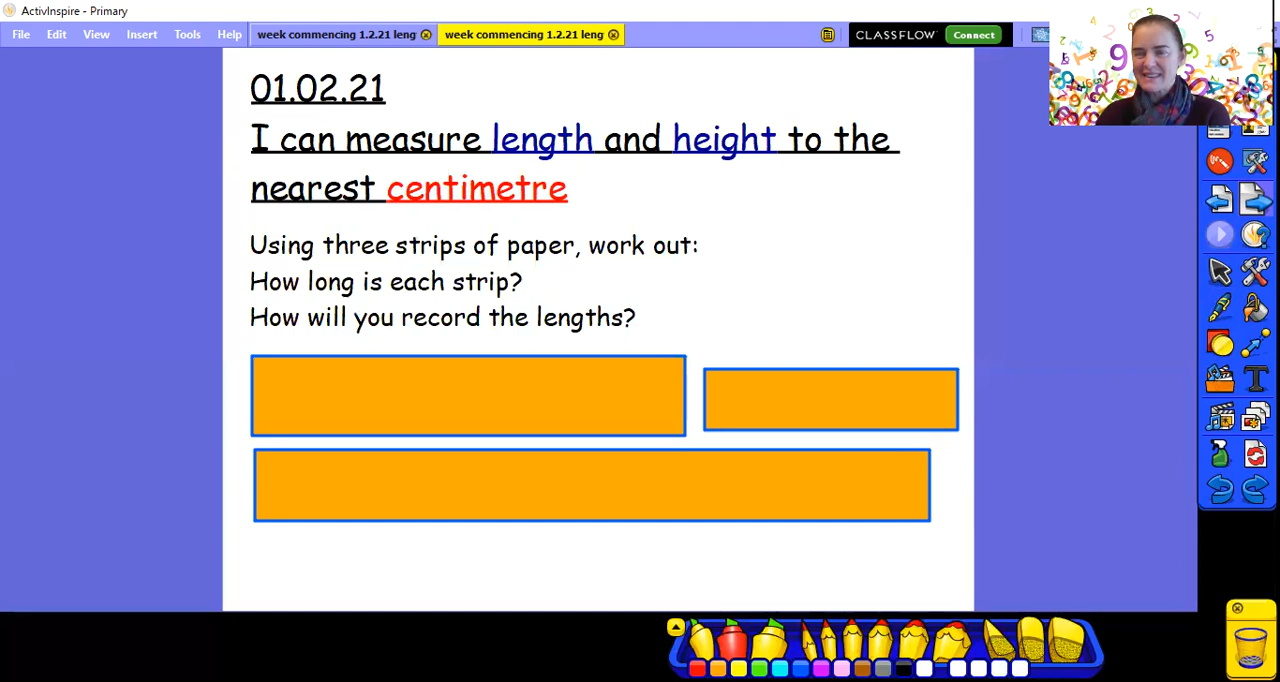 ActivInspire - Primary
File Edit View Insert Tools Help
week commencing 1.2.21 leng
week commencing 1.2.21 leng
CLASSFLOW Connect
01.02.21
I can measure length and height to the
nearest centimetre
Using three strips of paper, work out:
How long is each strip?
How will you record the lengths?